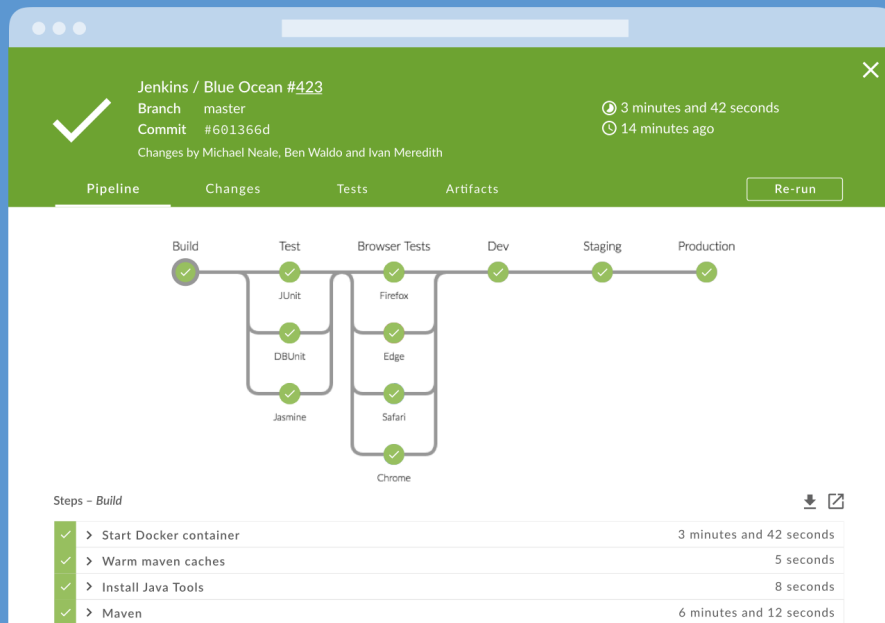 Jenkins / Blue Ocean #423
Branch master
Commit #601366d
Changes by Michael Neale, Ben Waldo and Ivan Meredith
3 minutes and 42 seconds
14 minutes ago
Pipeline Changes Tests Artifacts Re-run
Build Test Browser Tests Dev Staging Production
JUnit Firefox
DBUnit Edge
Jasmine Safari
Chrome
Steps – Build
Start Docker container 3 minutes and 42 seconds
Warm maven caches 5 seconds
Install Java Tools 8 seconds
Maven 6 minutes and 12 seconds